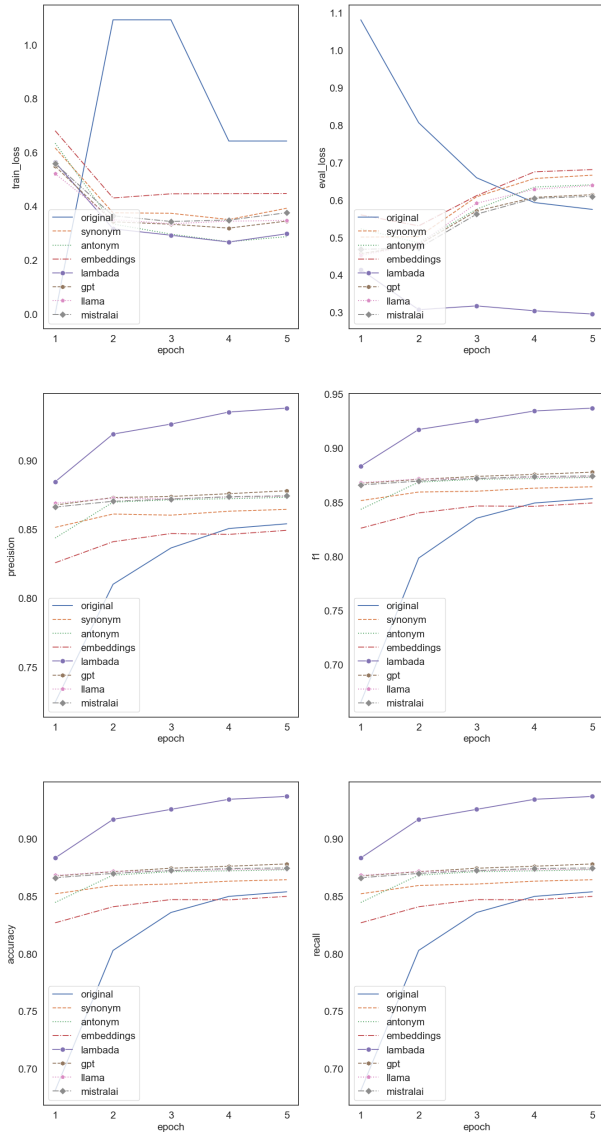 1.0
0.8
0.6
0.4
0.2
0.0
train_loss
original
synonym
antonym
embeddings
lambada
gpt
llama
mistralai
1 2 3 4 5
epoch
1.1
1.0
0.9
0.8
0.7
0.6
0.5
0.4
0.3
eval_loss
original
synonym
antonym
embeddings
lambada
gpt
llama
mistralai
1 2 3 4 5
epoch
0.90
0.85
0.80
0.75
precision
original
synonym
antonym
embeddings
lambada
gpt
llama
mistralai
1 2 3 4 5
epoch
0.95
0.90
0.85
0.80
0.75
0.70
f1
original
synonym
antonym
embeddings
lambada
gpt
llama
mistralai
1 2 3 4 5
epoch
0.90
0.85
0.80
0.75
0.70
accuracy
original
synonym
antonym
embeddings
lambada
gpt
llama
mistralai
1 2 3 4 5
epoch
0.90
0.85
0.80
0.75
0.70
recall
original
synonym
antonym
embeddings
lambada
gpt
llama
mistralai
1 2 3 4 5
epoch